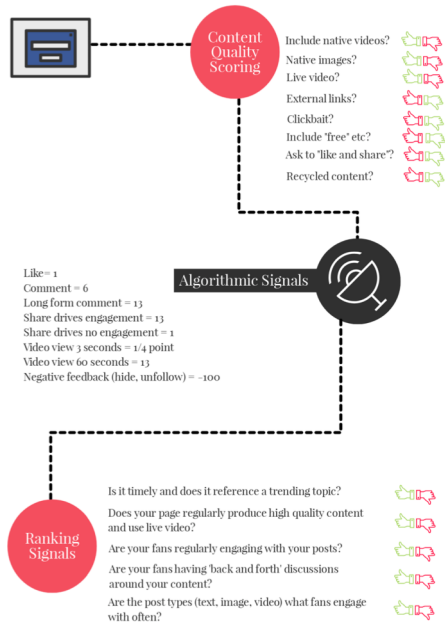 Content
Quality
Scoring
Include native videos?
Native images?
Live video?
External links?
Clickbait?
Include "free" etc?
Ask to "like and share"?
Recycled content?
Algorithmic Signals
Like= 1
Comment = 6
Long form comment = 13
Share drives engagement = 13
Share drives no engagement = 1
Video view 3 seconds = 1/4 point
Video view 60 seconds = 13
Negative feedback (hide, unfollow) = -100
Ranking
Signals
Is it timely and does it reference a trending topic?
Does your page regularly produce high quality content
and use live video?
Are your fans regularly engaging with your posts?
Are your fans having 'back and forth' discussions
around your content?
Are the post types (text, image, video) what fans engage
with often?